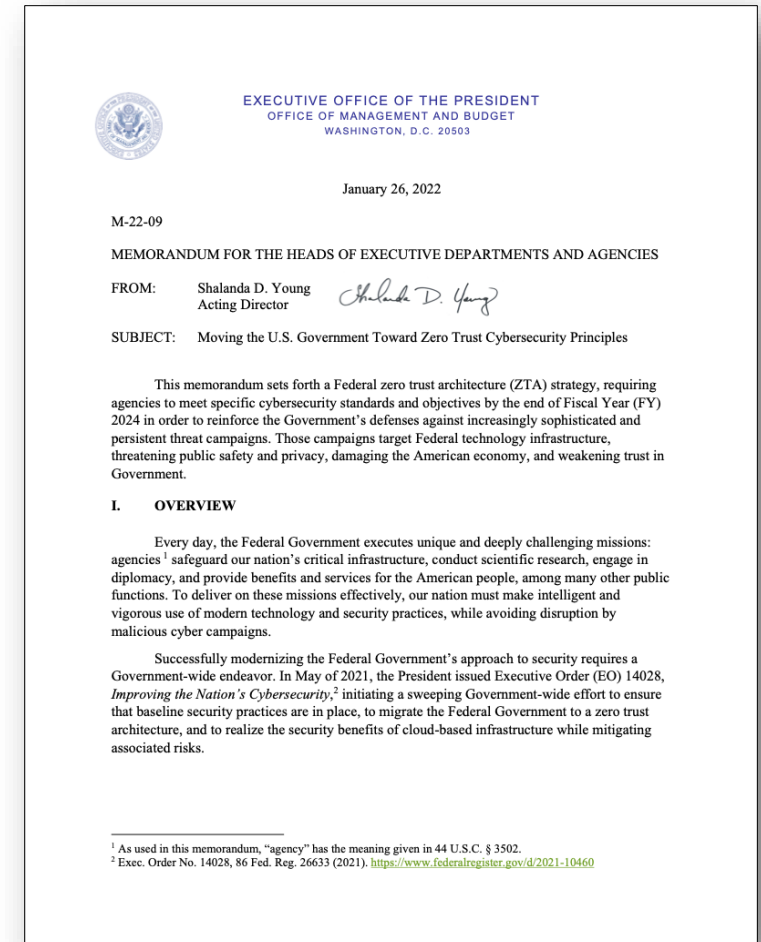 EXECUTIVE OFFICE OF THE PRESIDENT
OFFICE OF MANAGEMENT AND BUDGET
WASHINGTON, D.C. 20503
January 26, 2022
M-22-09
MEMORANDUM FOR THE HEADS OF EXECUTIVE DEPARTMENTS AND AGENCIES
FROM: Shalanda D. Young Shalanda D. Young
Acting Director
SUBJECT: Moving the U.S. Government Toward Zero Trust Cybersecurity Principles
This memorandum sets forth a Federal zero trust architecture (ZTA) strategy, requiring
agencies to meet specific cybersecurity standards and objectives by the end of Fiscal Year (FY)
2024 in order to reinforce the Government’s defenses against increasingly sophisticated and
persistent threat campaigns. Those campaigns target Federal technology infrastructure,
threatening public safety and privacy, damaging the American economy, and weakening trust in
Government.
I. OVERVIEW
Every day, the Federal Government executes unique and deeply challenging missions:
agencies 1 safeguard our nation’s critical infrastructure, conduct scientific research, engage in
diplomacy, and provide benefits and services for the American people, among many other public
functions. To deliver on these missions effectively, our nation must make intelligent and
vigorous use of modern technology and security practices, while avoiding disruption by
malicious cyber campaigns.
Successfully modernizing the Federal Government’s approach to security requires a
Government-wide endeavor. In May of 2021, the President issued Executive Order (EO) 14028,
Improving the Nation’s Cybersecurity,2 initiating a sweeping Government-wide effort to ensure
that baseline security practices are in place, to migrate the Federal Government to a zero trust
architecture, and to realize the security benefits of cloud-based infrastructure while mitigating
associated risks.
1 As used in this memorandum, “agency” has the meaning given in 44 U.S.C. § 3502.
2 Exec. Order No. 14028, 86 Fed. Reg. 26633 (2021). https://www.federalregister.gov/d/2021-10460